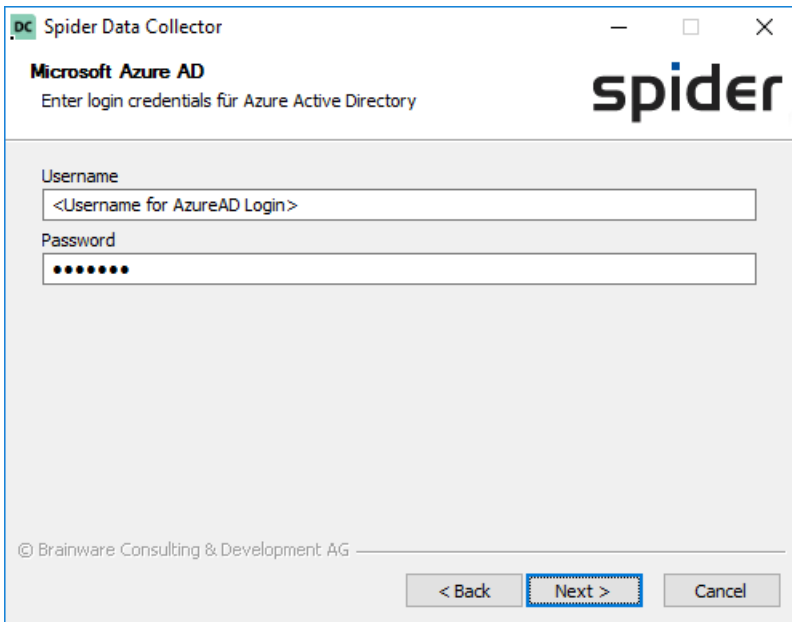 DC Spider Data Collector
Microsoft Azure AD
Enter login credentials für Azure Active Directory
spider
Username
<Username for AzureAD Login>
Password
•••••••
© Brainware Consulting & Development AG
< Back Next > Cancel